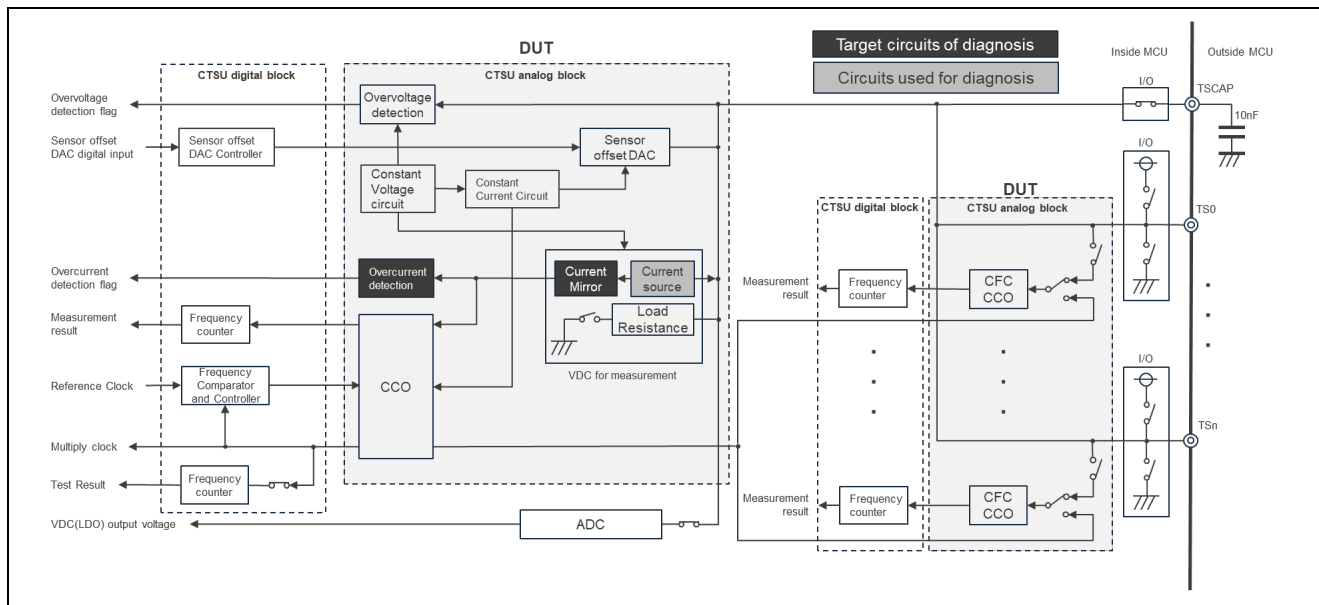 DUT
Target circuits of diagnosis
Circuits used for diagnosis
Inside MCU
Outside MCU
CTSU digital block
CTSU analog block
I/O
TSCAP
10nF
Overvoltage
detection flag
Overvoltage
detection
Sensor offset
DAC digital input
Sensor offset
DAC Controller
Sensor
offset DAC
Constant
Voltage
circuit
Constant
Current Circuit
I/O
DUT
CTSU digital block
CTSU analog block
TS0
Overcurrent
detection flag
Overcurrent
detection
Current
Mirror
Current
source
Load
Resistance
VDC for measurement
Measurement
result
Frequency
counter
CFC
CCO
Measurement
result
Frequency
counter
CCO
Reference Clock
Frequency
Comparator
and Controller
I/O
Multiply clock
TSn
Test Result
Frequency
counter
Measurement
result
Frequency
counter
CFC
CCO
VDC(LDO) output voltage
ADC